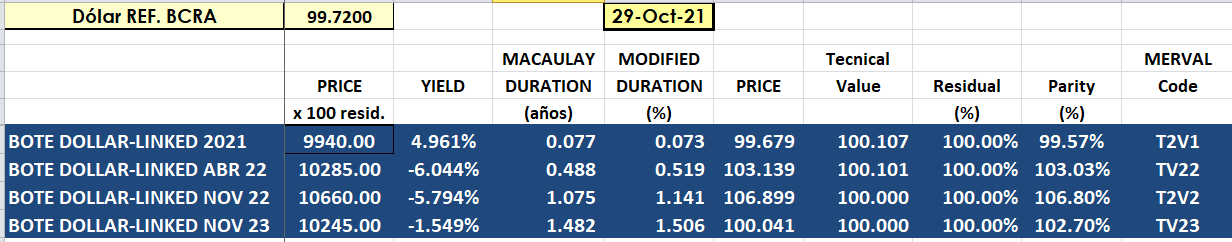 Dólar REF. BCRA 99.7200 29-Oct-21
MACAULAY MODIFIED Tecnical MERVAL
PRICE YIELD DURATION DURATION PRICE Value Residual Parity Code
x 100 resid. (años) (%) (%) (%)
BOTE DOLLAR-LINKED 2021 9940.00 4.961% 0.077 0.073 99.679 100.107 100.00% 99.57% T2V1
BOTE DOLLAR-LINKED ABR 22 10285.00 -6.044% 0.488 0.519 103.139 100.101 100.00% 103.03% TV22
BOTE DOLLAR-LINKED NOV 22 10660.00 -5.794% 1.075 1.141 106.899 100.000 100.00% 106.80% T2V2
BOTE DOLLAR-LINKED NOV 23 10245.00 -1.549% 1.482 1.506 100.041 100.000 100.00% 102.70% TV23